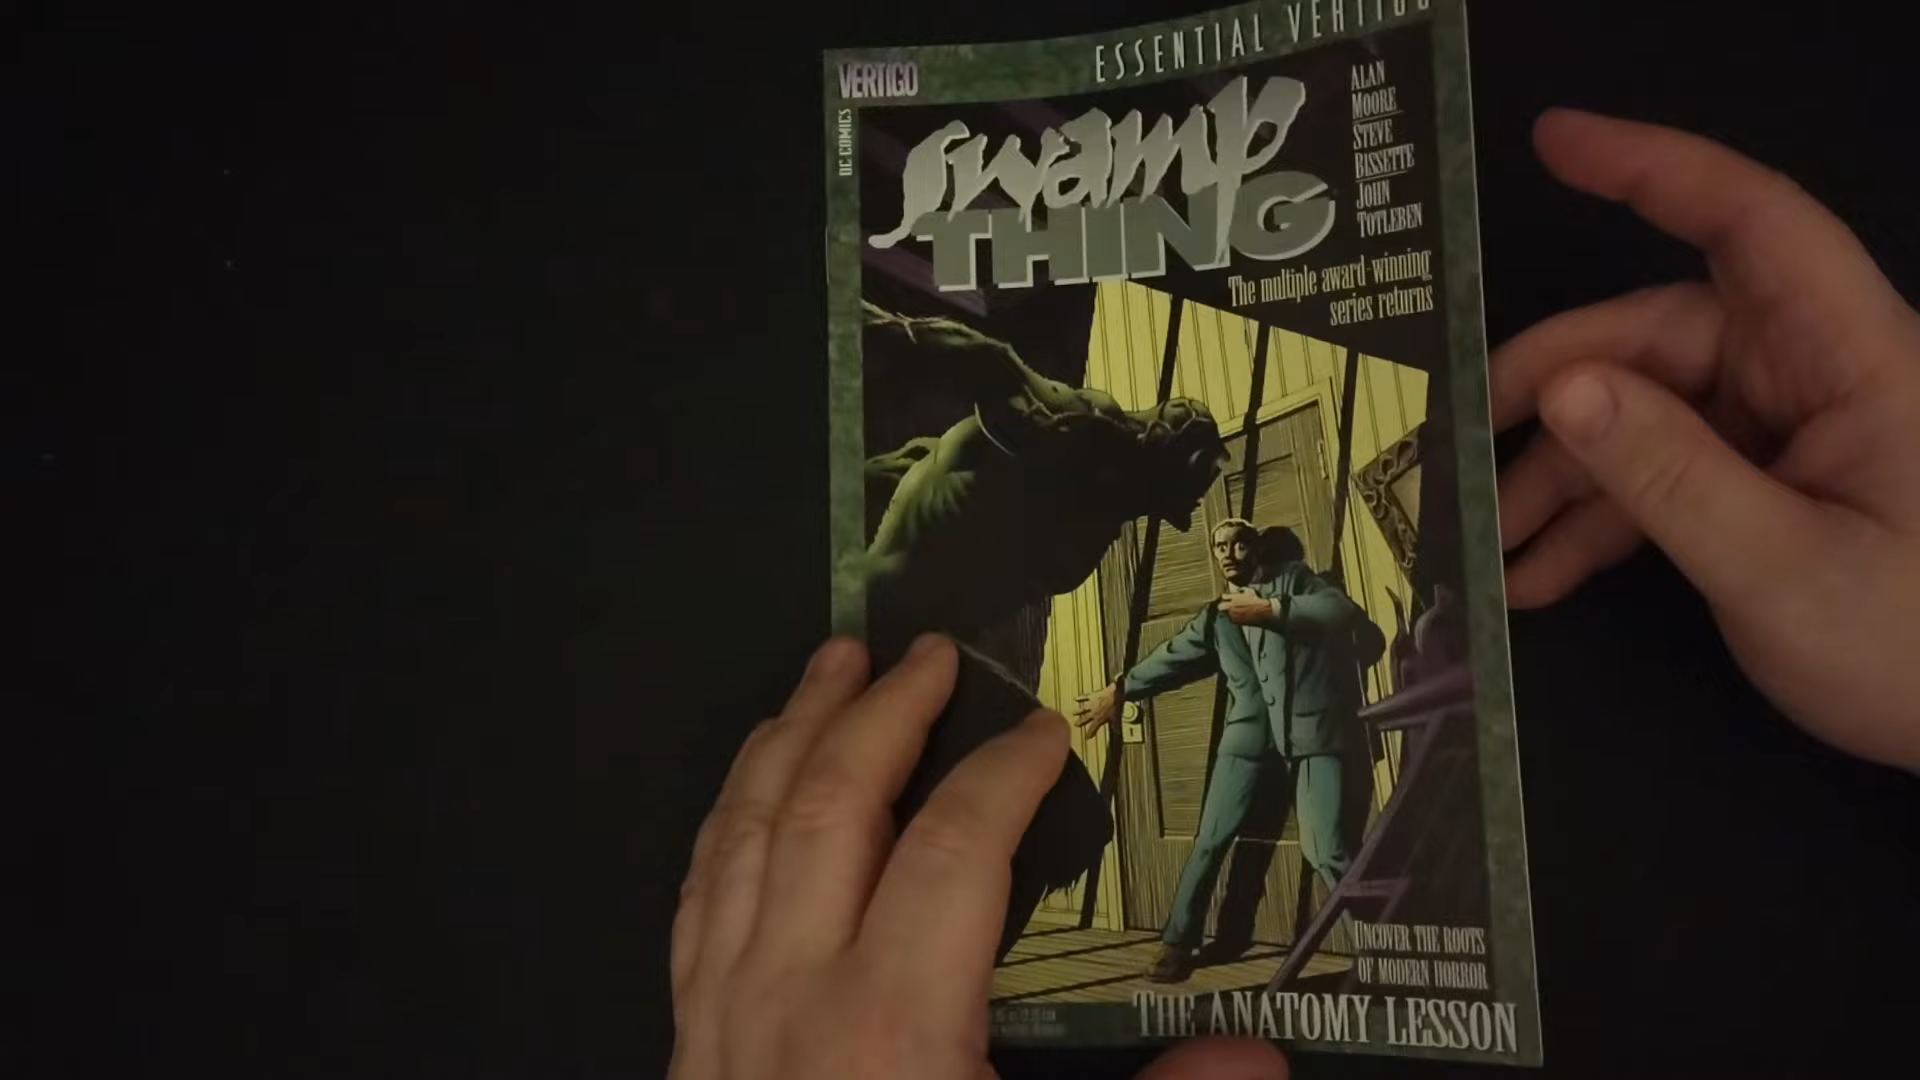 ESSENTIAL VERTIGO
VERTIGO
DC COMICS
swamp
THING
ALAN
MOORE
STEVE
BISSETTE
JOHN
TOTLEBEN
The multiple award-winning
series returns
UNCOVER THE ROOTS
OF MODERN HORROR
THE ANATOMY LESSON